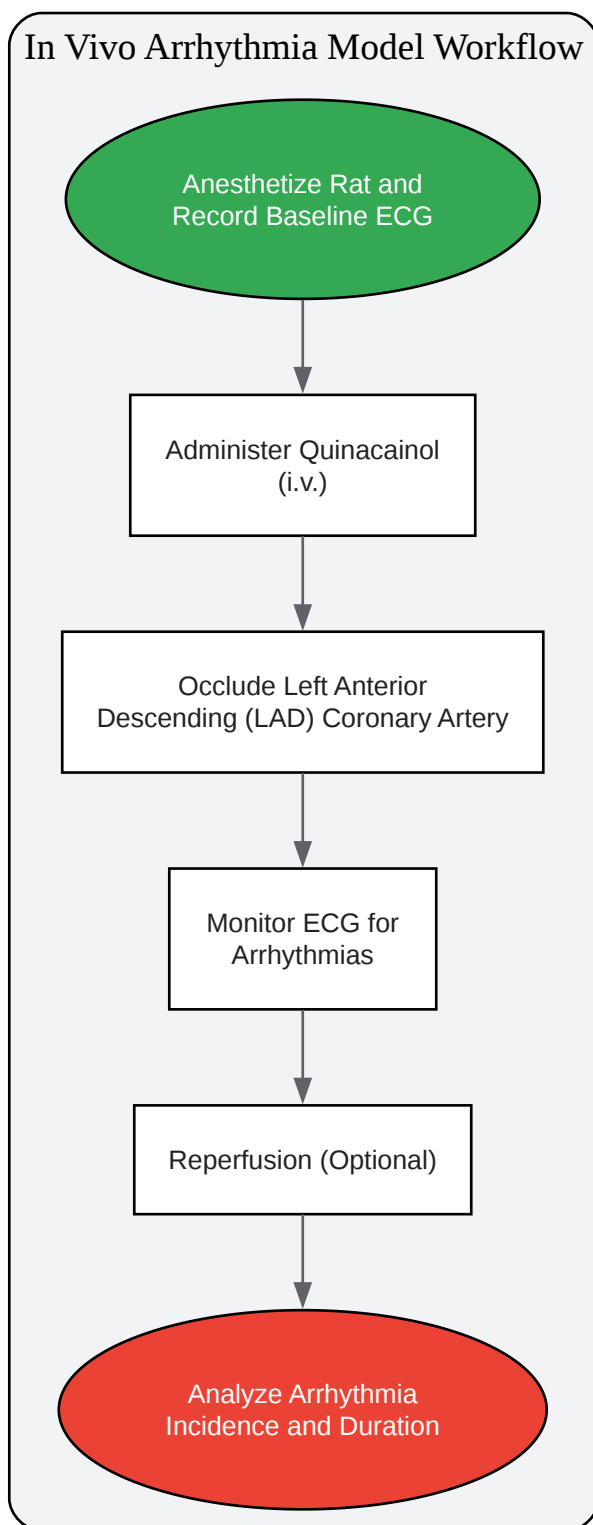 In Vivo Arrhythmia Model Workflow
Anesthetize Rat and
Record Baseline ECG
Administer Quinacainol
(i.v.)
Occlude Left Anterior
Descending (LAD) Coronary Artery
Monitor ECG for
Arrhythmias
Reperfusion (Optional)
Analyze Arrhythmia
Incidence and Duration